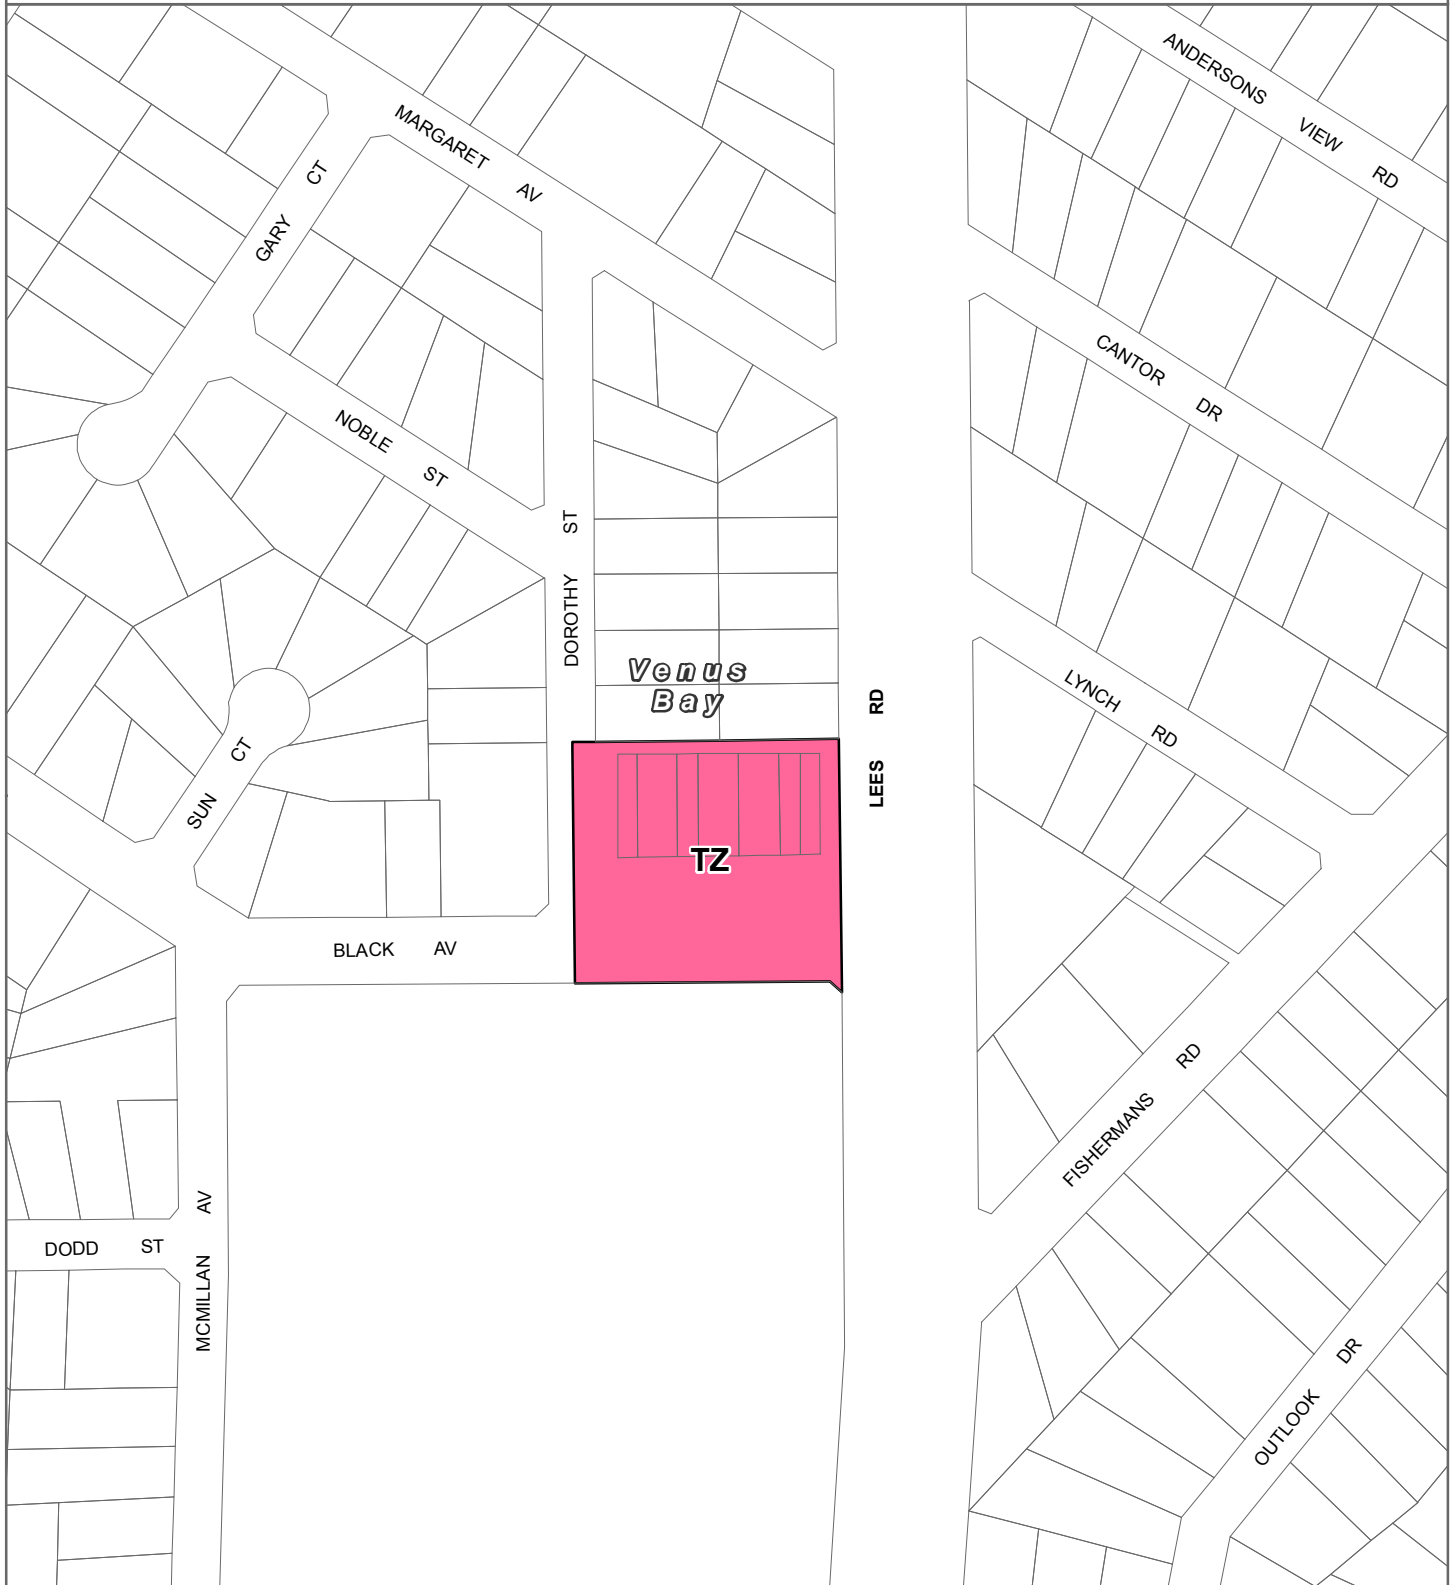 ANDERSONS VIEW RD
MARGARET AV
GARY CT
CANTOR DR
NOBLE ST
DOROTHY ST
Venus
Bay
LEES RD
LYNCH RD
SUN CT
TZ
BLACK AV
FISHERMANS RD
MCMILLAN AV
DODD ST
OUTLOOK DR